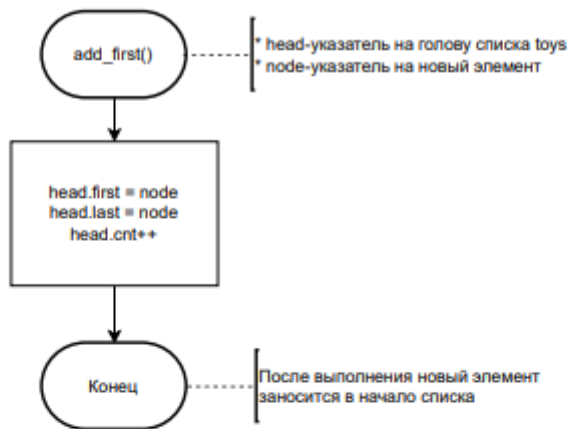 add_first()
* head-указатель на голову списка toys
* node-указатель на новый элемент
head.first = node
head.last = node
head.cnt++
Конец
После выполнения новый элемент
заносится в начало списка